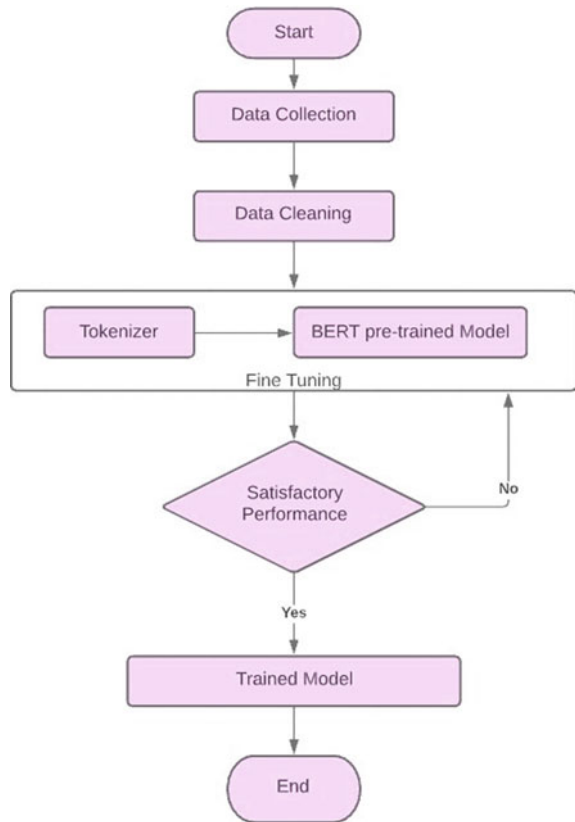 Start
Data Collection
Data Cleaning
Tokenizer
BERT pre-trained Model
Fine Tuning
Satisfactory
Performance
No
Yes
Trained Model
End